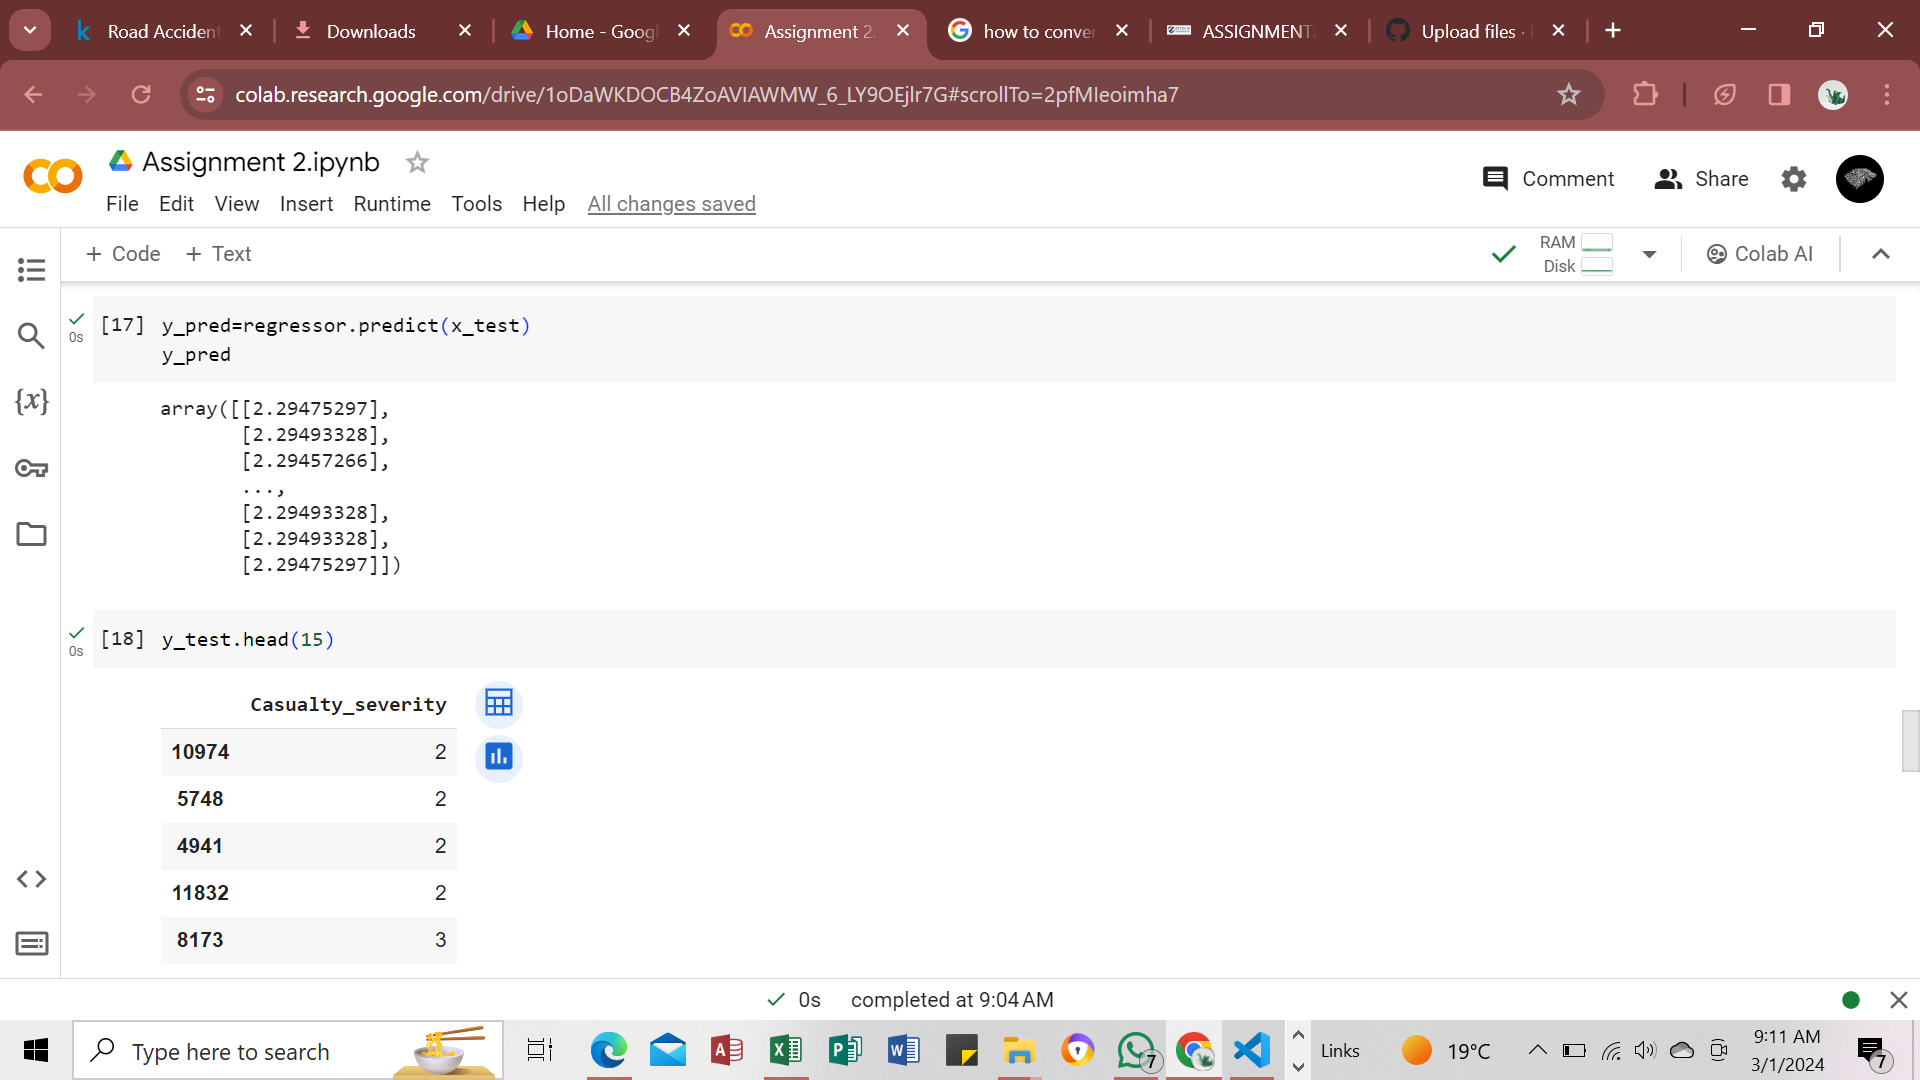 Road Acciden
Downloads
Home - Googl
Assignment 2.
how to conver
ASSIGNMENT
Upload files ·
colab.research.google.com/drive/1oDaWKDOCB4ZoAVIAWMW_6_LY9OEjlr7G#scrollTo=2pfMIeoimha7
Assignment 2.ipynb
Comment
Share
File Edit View Insert Runtime Tools Help All changes saved
+ Code + Text
RAM
Disk
Colab AI
[17] y_pred=regressor.predict(x_test)
0s
y_pred
array([[2.29475297],
[2.29493328],
[2.29457266],
...,
[2.29493328],
[2.29493328],
[2.29475297]])
[18] y_test.head(15)
0s
Casualty_severity
10974 2
5748 2
4941 2
11832 2
8173 3
0s completed at 9:04 AM
Type here to search
7
Links
19°C
9:11 AM
3/1/2024
7